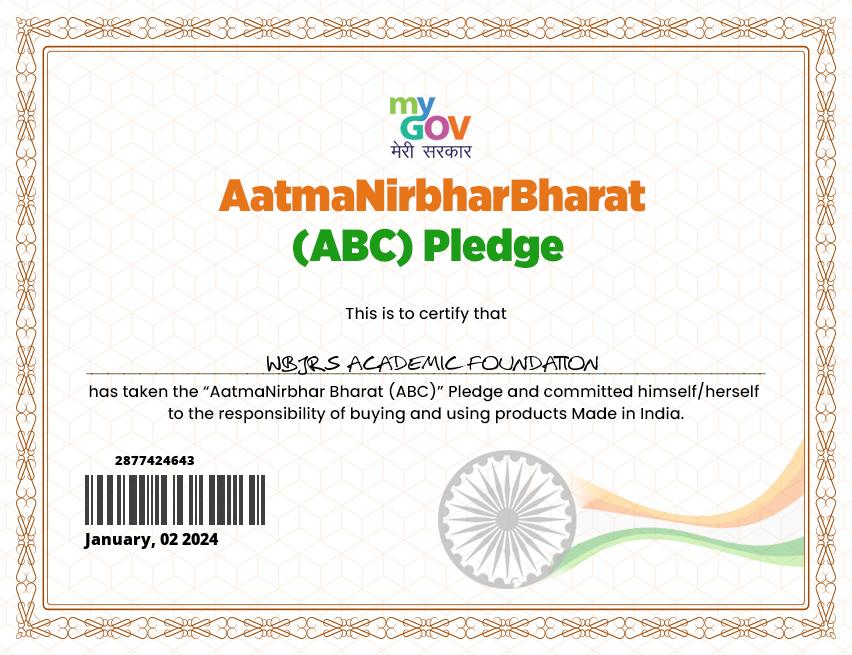 my
GOV
मेरी सरकार
AatmaNirbharBharat
(ABC) Pledge
This is to certify that
WBJRS ACADEMIC FOUNDATION
has taken the “AatmaNirbhar Bharat (ABC)” Pledge and committed himself/herself
to the responsibility of buying and using products Made in India.
2877424643
January, 02 2024